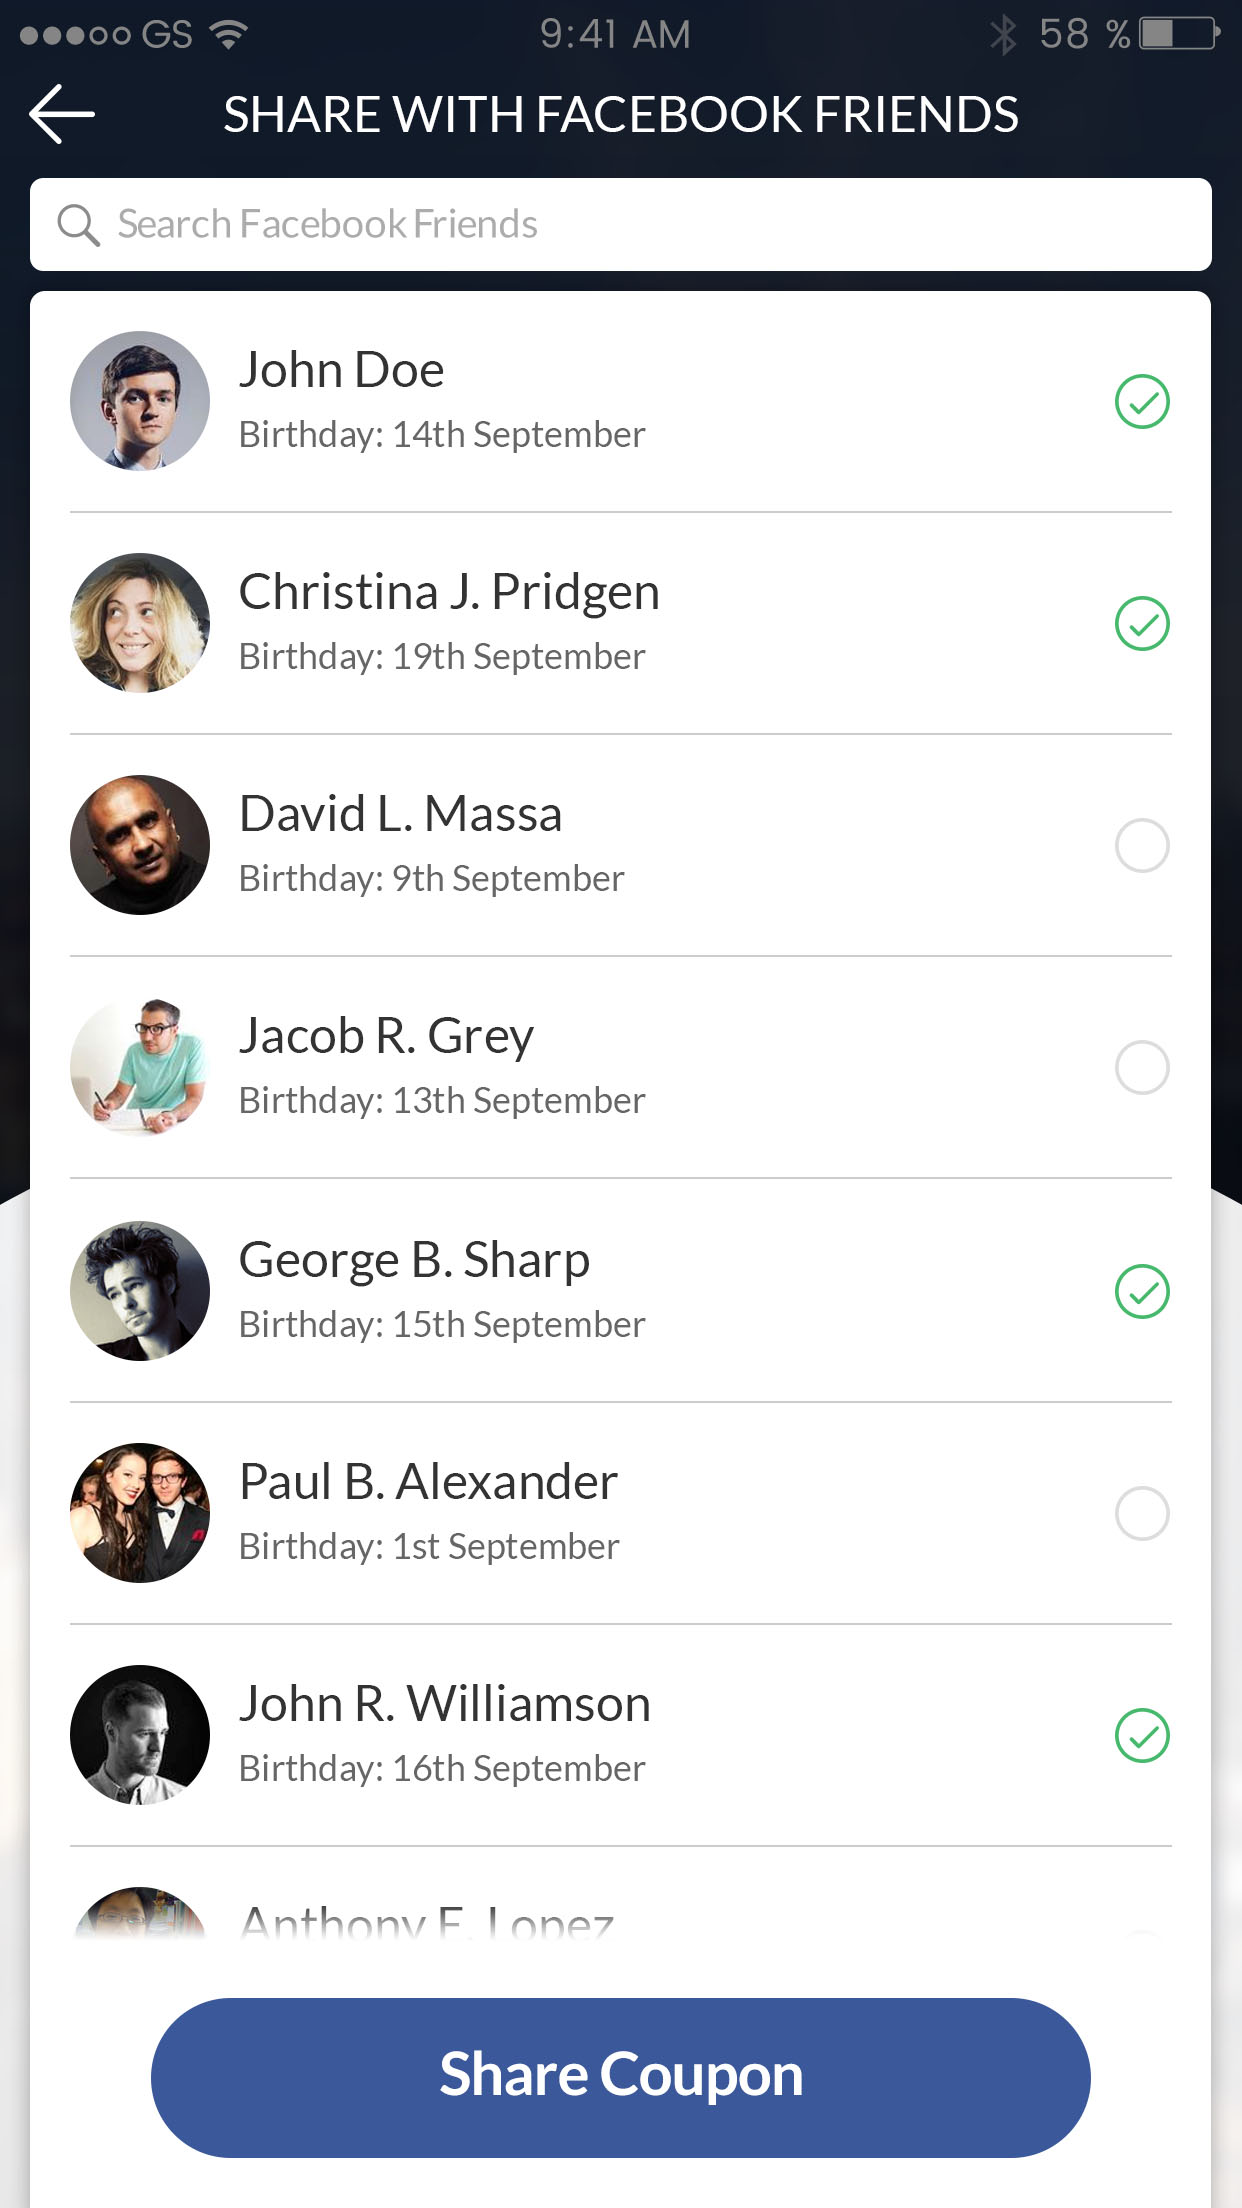 GS 9:41 AM 58 %
SHARE WITH FACEBOOK FRIENDS
Search Facebook Friends
John Doe
Birthday: 14th September
Christina J. Pridgen
Birthday: 19th September
David L. Massa
Birthday: 9th September
Jacob R. Grey
Birthday: 13th September
George B. Sharp
Birthday: 15th September
Paul B. Alexander
Birthday: 1st September
John R. Williamson
Birthday: 16th September
Anthony Lopez
Share Coupon